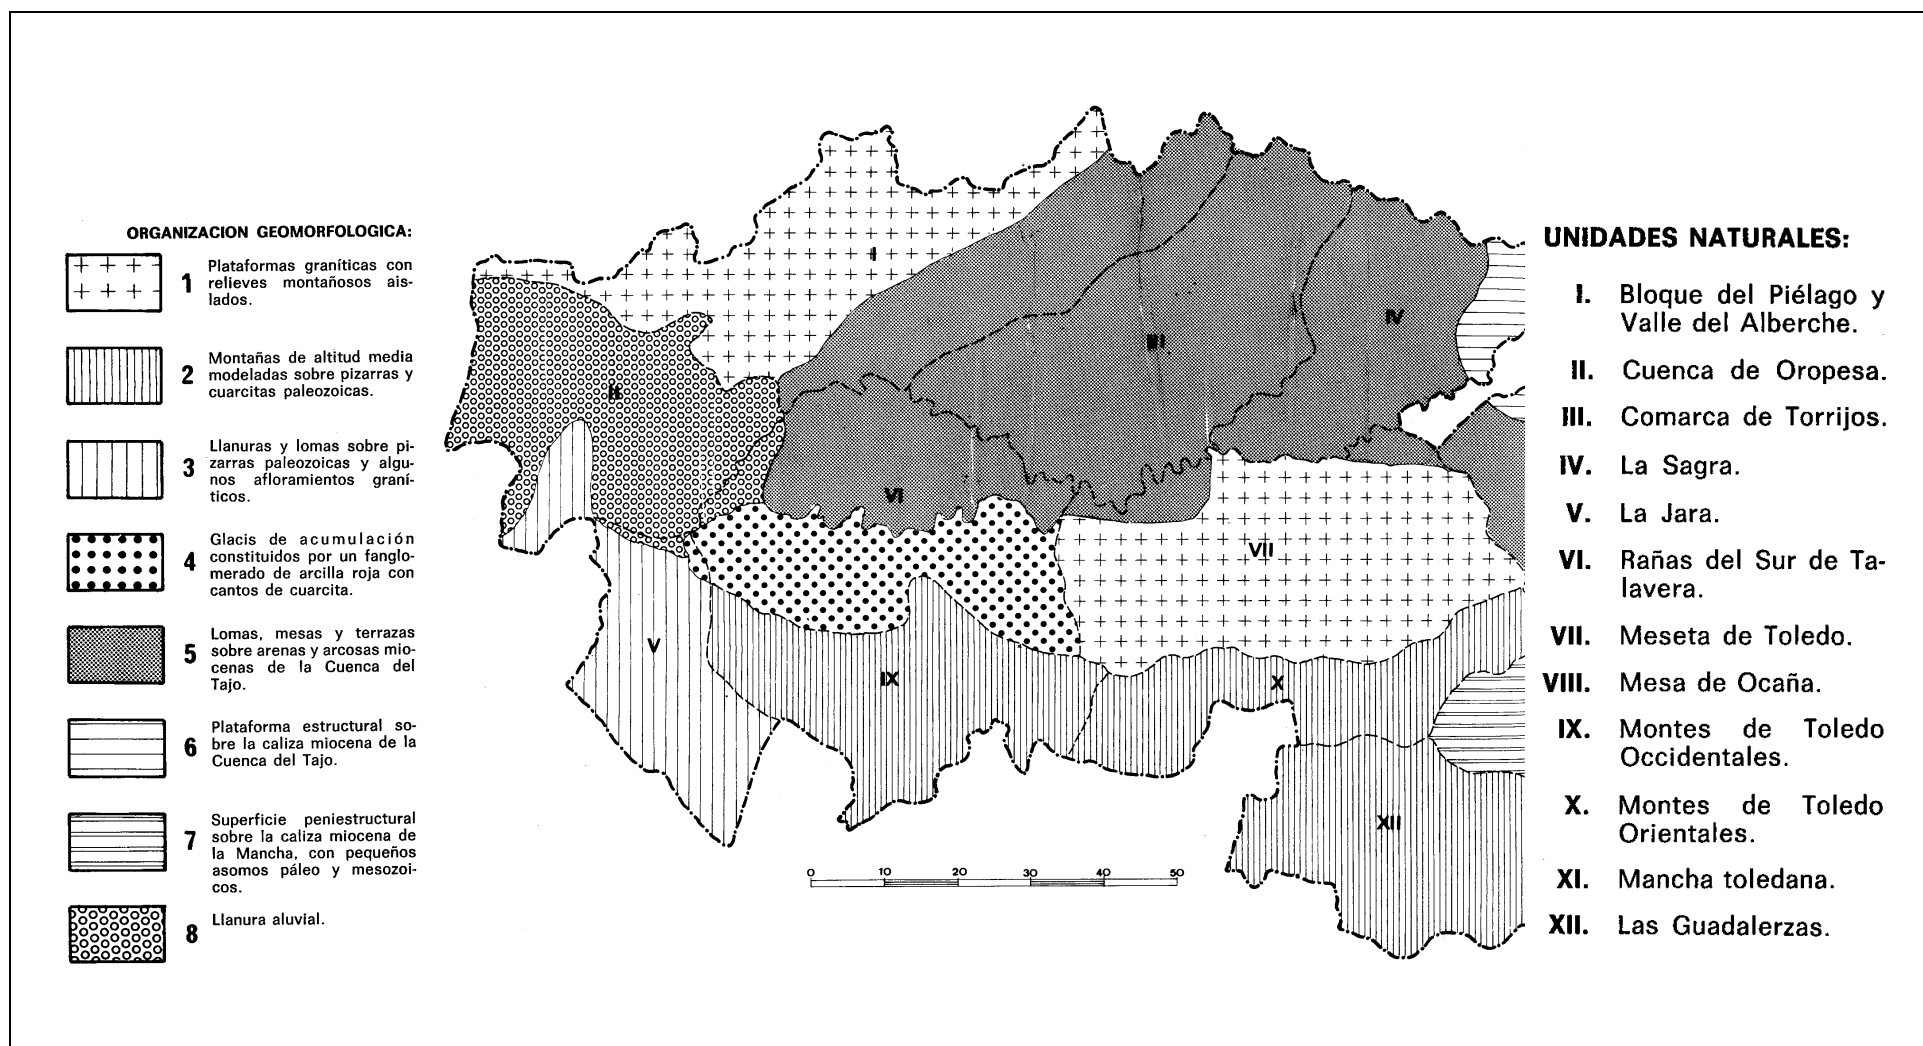 ORGANIZACION GEOMORFOLOGICA:
1 Plataformas graníticas con
relieves montañosos ais-
lados.
2 Montañas de altitud media
modeladas sobre pizarras y
cuarcitas paleozoicas.
3 Llanuras y lomas sobre pi-
zarras paleozoicas y algu-
nos afloramientos graní-
ticos.
4 Glacis de acumulación
constituidos por un fanglo-
merado de arcilla roja con
cantos de cuarcita.
5 Lomas, mesas y terrazas
sobre arenas y arcosas mio-
cenas de la Cuenca del
Tajo.
6 Plataforma estructural so-
bre la caliza miocena de la
Cuenca del Tajo.
7 Superficie peniestructural
sobre la caliza miocena de
la Mancha, con pequeños
asomos páleo y mesozoi-
cos.
8 Llanura aluvial.
I
II
III
IV
V
VI
VII
IX
X
XII
0 10 20 30 40 50
UNIDADES NATURALES:
I. Bloque del Piélago y
Valle del Alberche.
II. Cuenca de Oropesa.
III. Comarca de Torrijos.
IV. La Sagra.
V. La Jara.
VI. Rañas del Sur de Ta-
lavera.
VII. Meseta de Toledo.
VIII. Mesa de Ocaña.
IX. Montes de Toledo
Occidentales.
X. Montes de Toledo
Orientales.
XI. Mancha toledana.
XII. Las Guadalerzas.